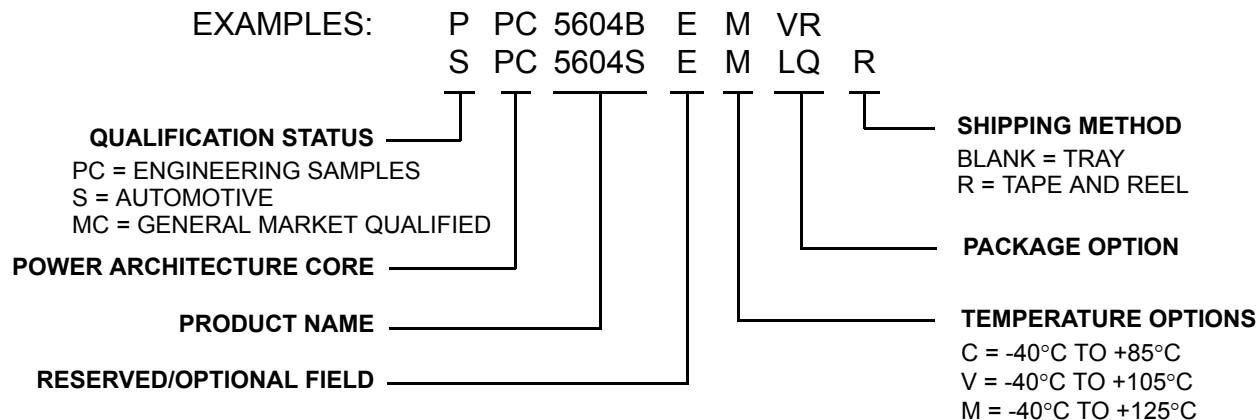 EXAMPLES: P PC 5604B E M VR
S PC 5604S E M LQ R
QUALIFICATION STATUS
PC = ENGINEERING SAMPLES
S = AUTOMOTIVE
MC = GENERAL MARKET QUALIFIED
POWER ARCHITECTURE CORE
PRODUCT NAME
RESERVED/OPTIONAL FIELD
SHIPPING METHOD
BLANK = TRAY
R = TAPE AND REEL
PACKAGE OPTION
TEMPERATURE OPTIONS
C = -40°C TO +85°C
V = -40°C TO +105°C
M = -40°C TO +125°C